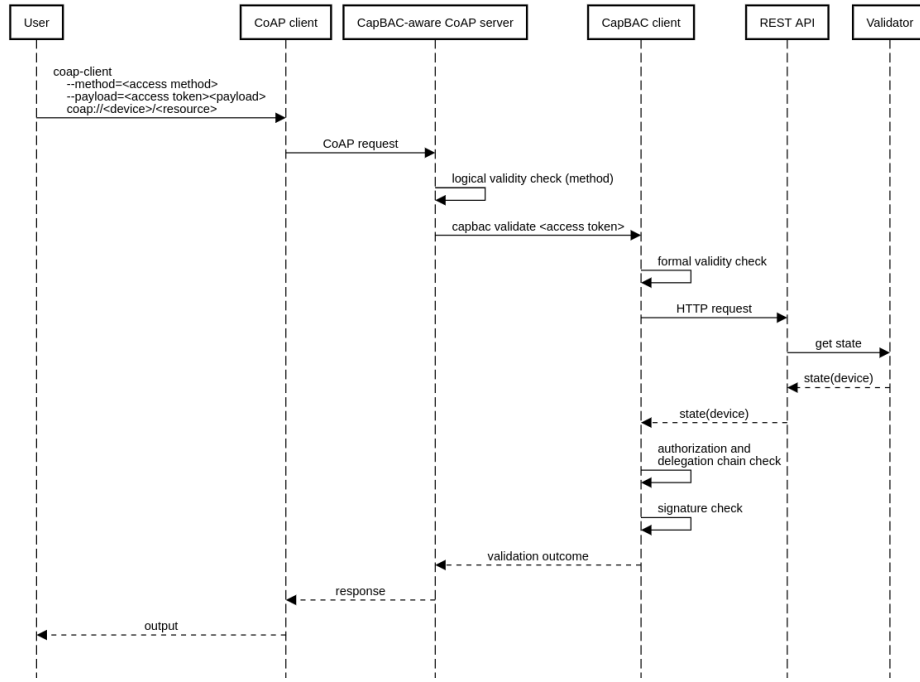 User
CoAP client
CapBAC-aware CoAP server
CapBAC client
REST API
Validator
coap-client
--method=<access method>
--payload=<access token><payload>
coap://<device>/<resource>
CoAP request
logical validity check (method)
capbac validate <access token>
formal validity check
HTTP request
get state
state(device)
state(device)
authorization and
delegation chain check
signature check
validation outcome
response
output